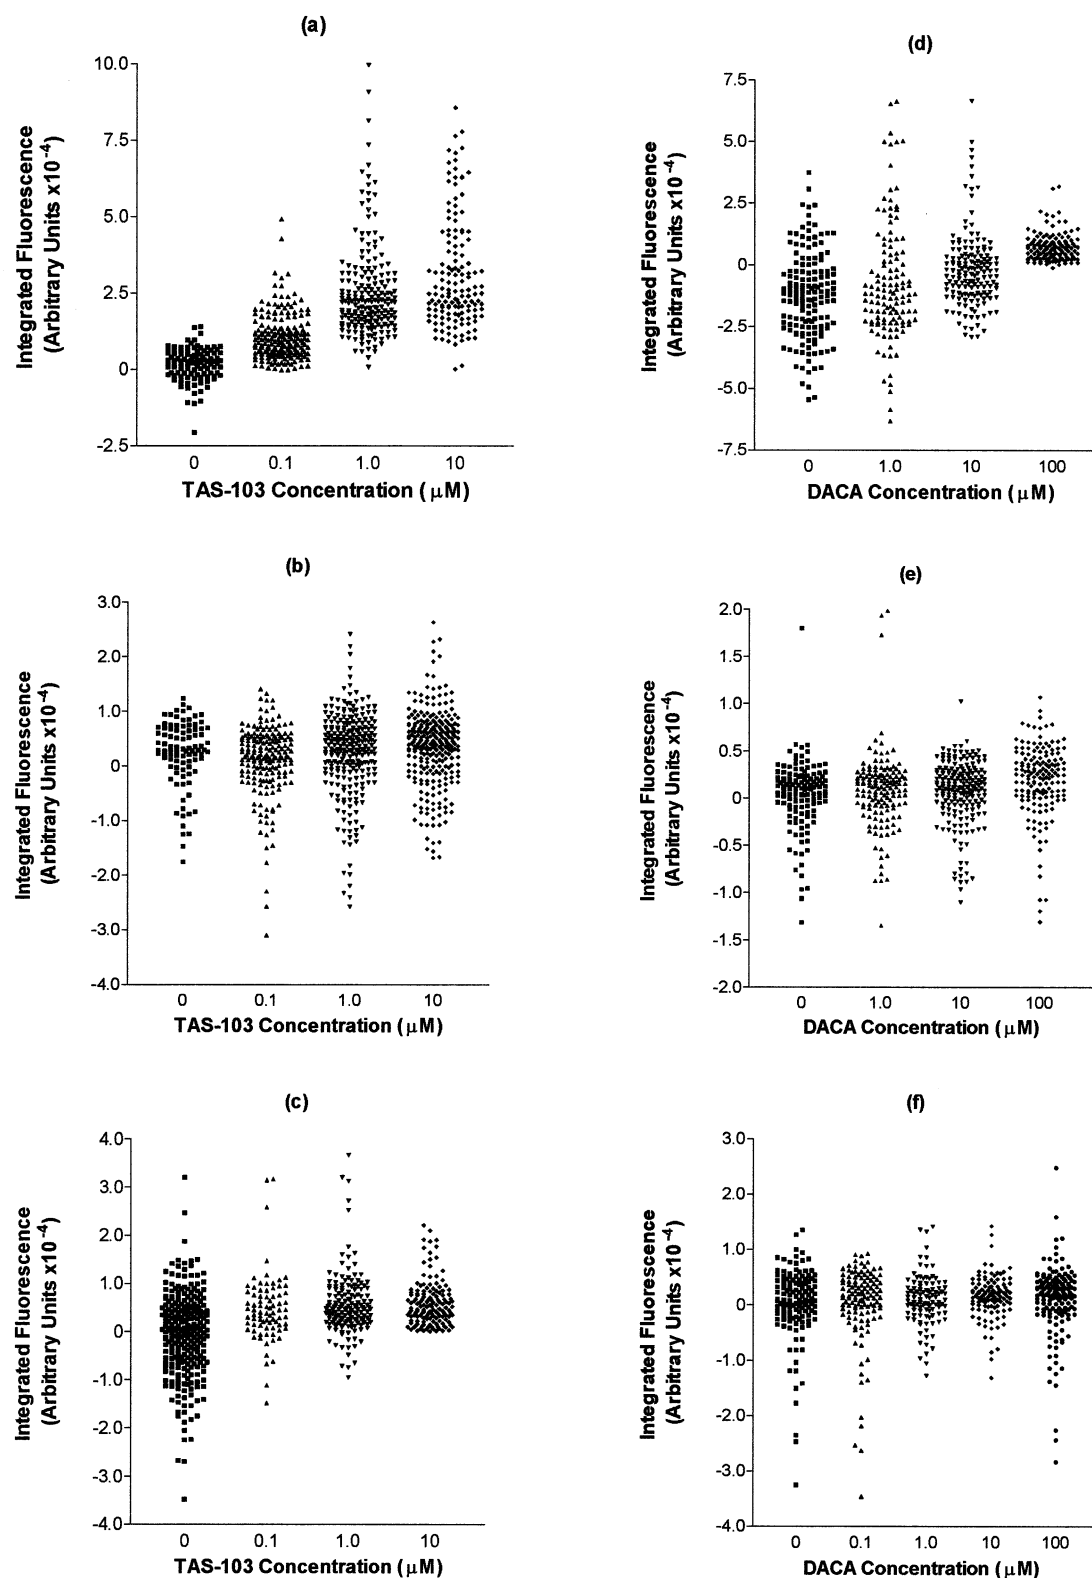 (a)
Integrated Fluorescence
(Arbitrary Units x10⁻⁴)
10.0
7.5
5.0
2.5
0
-2.5
0 0.1 1.0 10
TAS-103 Concentration (μM)
(d)
Integrated Fluorescence
(Arbitrary Units x10⁻⁴)
7.5
5.0
2.5
0
-2.5
-5.0
-7.5
0 1.0 10 100
DACA Concentration (μM)
(b)
Integrated Fluorescence
(Arbitrary Units x10⁻⁴)
3.0
2.0
1.0
0
-1.0
-2.0
-3.0
-4.0
0 0.1 1.0 10
TAS-103 Concentration (μM)
(e)
Integrated Fluorescence
(Arbitrary Units x10⁻⁴)
2.0
1.5
1.0
0.5
0
-0.5
-1.0
-1.5
-2.0
0 1.0 10 100
DACA Concentration (μM)
(c)
Integrated Fluorescence
(Arbitrary Units x10⁻⁴)
4.0
3.0
2.0
1.0
0
-1.0
-2.0
-3.0
-4.0
0 0.1 1.0 10
TAS-103 Concentration (μM)
(f)
Integrated Fluorescence
(Arbitrary Units x10⁻⁴)
3.0
2.0
1.0
0
-1.0
-2.0
-3.0
-4.0
0 0.1 1.0 10 100
DACA Concentration (μM)